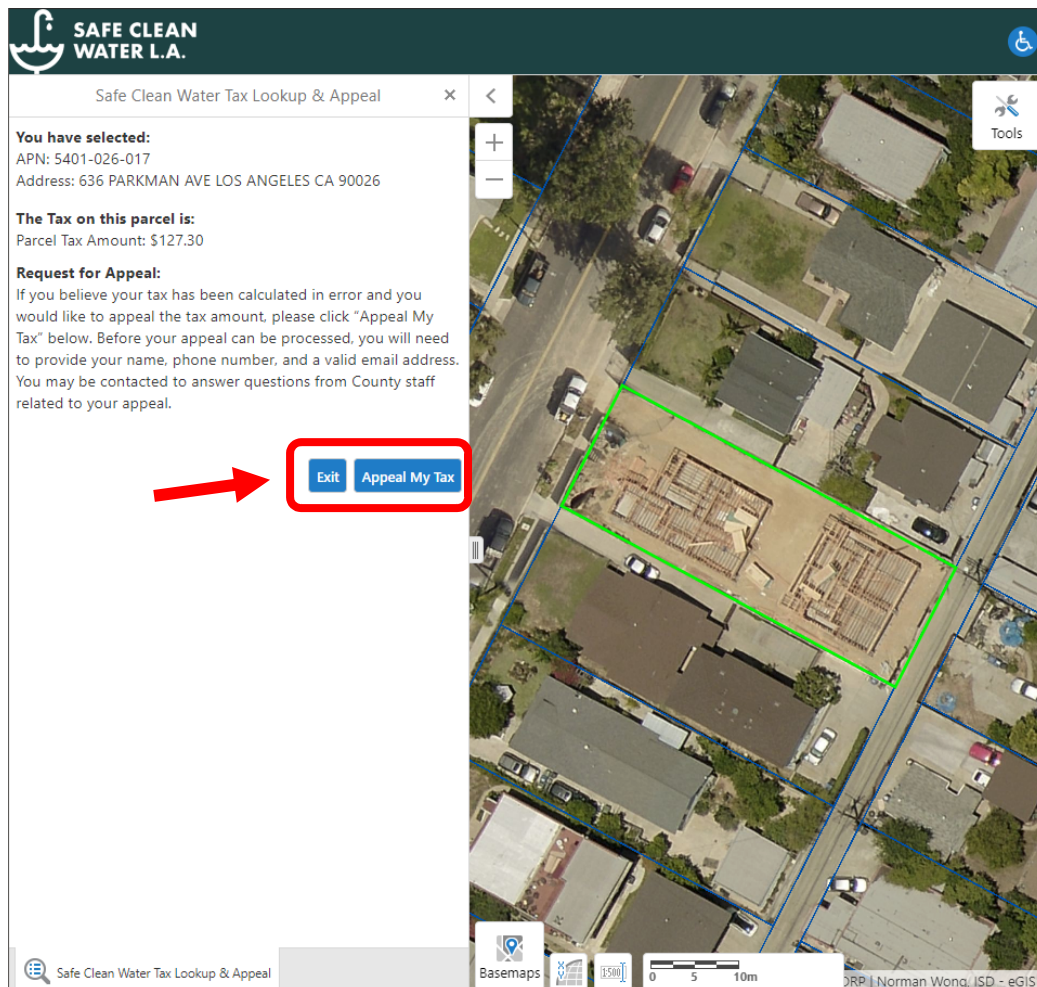 SAFE CLEAN
WATER L.A.
Safe Clean Water Tax Lookup & Appeal
Tools
You have selected:
APN: 5401-026-017
Address: 636 PARKMAN AVE LOS ANGELES CA 90026
The Tax on this parcel is:
Parcel Tax Amount: $127.30
Request for Appeal:
If you believe your tax has been calculated in error and you
would like to appeal the tax amount, please click “Appeal My
Tax” below. Before your appeal can be processed, you will need
to provide your name, phone number, and a valid email address.
You may be contacted to answer questions from County staff
related to your appeal.
Exit
Appeal My Tax
Safe Clean Water Tax Lookup & Appeal
Basemaps
X Y
1:500
0 5 10m
| Norman Wong, ISD - eGIS